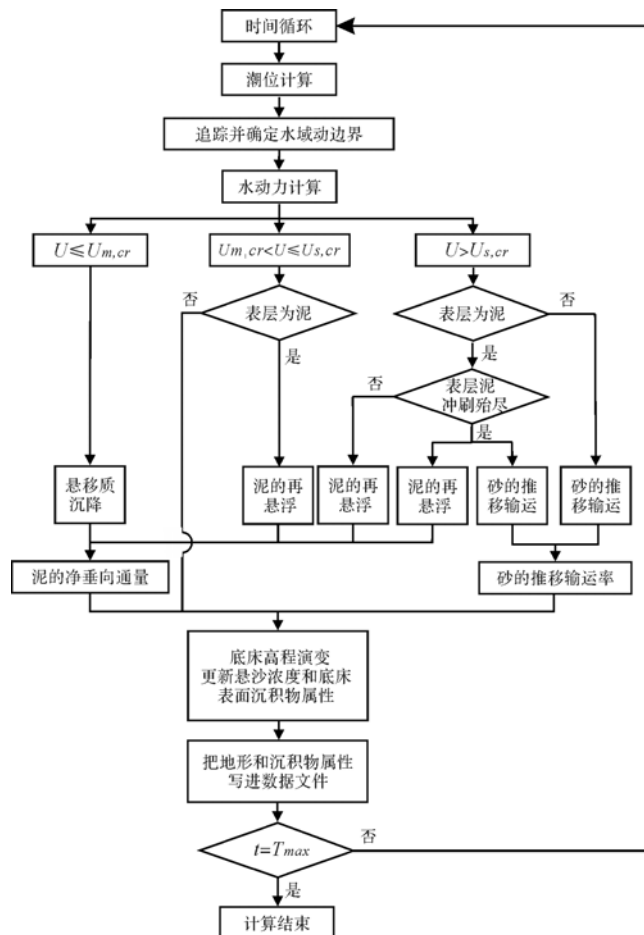 时间循环
潮位计算
追踪并确定水域动边界
水动力计算
U≤Um,cr
Um,cr<U≤Us,cr
U>Us,cr
否
表层为泥
是
表层为泥
否
是
否
表层泥
冲刷殆尽
是
悬移质
沉降
泥的再
悬浮
泥的再
悬浮
泥的再
悬浮
砂的推
移输运
砂的推
移输运
泥的净垂向通量
砂的推移输运率
底床高程演变
更新悬沙浓度和底床
表面沉积物属性
把地形和沉积物属性
写进数据文件
t=Tmax
否
是
计算结束